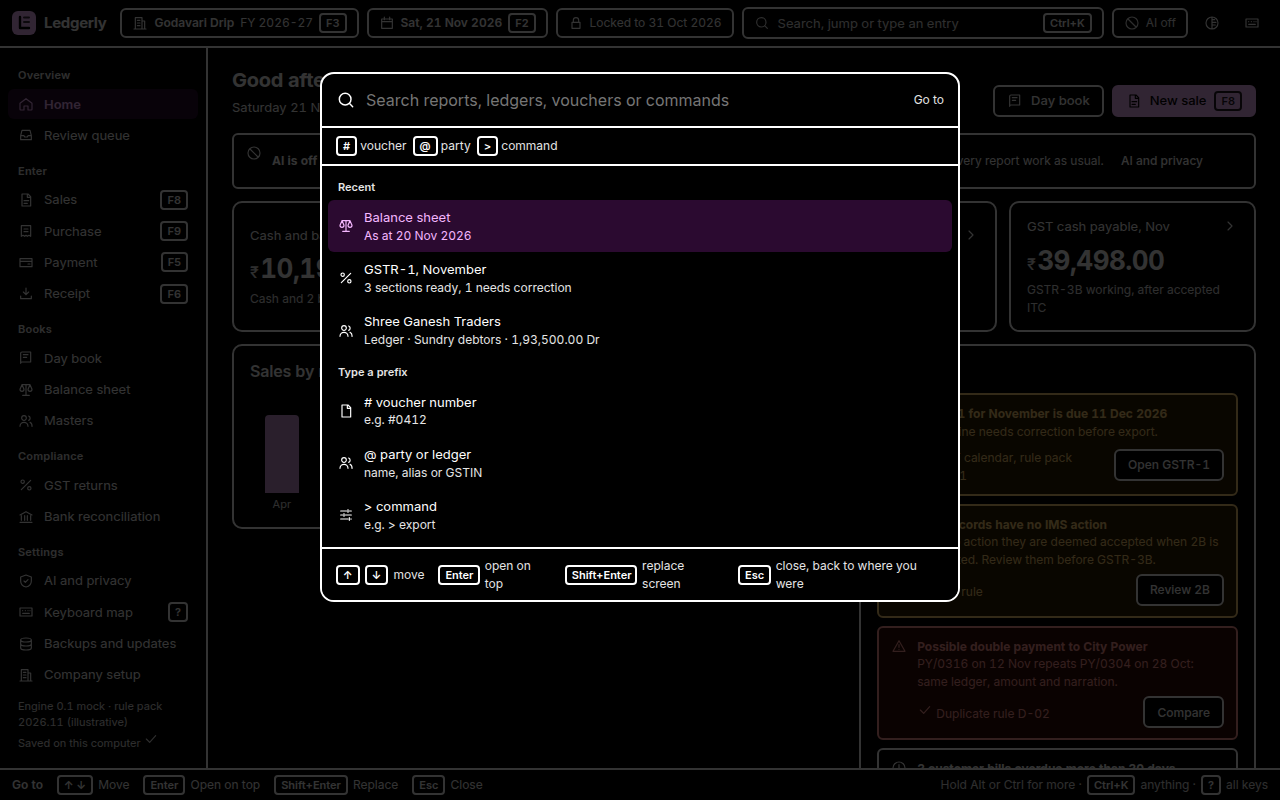 Ledgerly
Godavari Drip FY 2026-27 F3
Sat, 21 Nov 2026 F2
Locked to 31 Oct 2026
Search, jump or type an entry Ctrl+K
AI off
Overview
Home
Review queue
Enter
Sales F8
Purchase F9
Payment F5
Receipt F6
Books
Day book
Balance sheet
Masters
Compliance
GST returns
Bank reconciliation
Settings
AI and privacy
Keyboard map ?
Backups and updates
Company setup
Engine 0.1 mock · rule pack
2026.11 (illustrative)
Saved on this computer
Good afte
Saturday 21 N
Day book
New sale F8
AI is off
very report work as usual. AI and privacy
Cash and b
₹10,19
Cash and 2
GST cash payable, Nov
₹39,498.00
GSTR-3B working, after accepted
ITC
Sales by
Apr
Search reports, ledgers, vouchers or commands
Go to
# voucher @ party > command
Recent
Balance sheet
As at 20 Nov 2026
GSTR-1, November
3 sections ready, 1 needs correction
Shree Ganesh Traders
Ledger · Sundry debtors · 1,93,500.00 Dr
Type a prefix
# voucher number
e.g. #0412
@ party or ledger
name, alias or GSTIN
> command
e.g. > export
↑ ↓ move
Enter open on
top
Shift+Enter replace
screen
Esc close, back to where you
were
1 for November is due 11 Dec 2026
ne needs correction before export.
calendar, rule pack
1
Open GSTR-1
cords have no IMS action
action they are deemed accepted when 2B is
ed. Review them before GSTR-3B.
rule
Review 2B
Possible double payment to City Power
PY/0316 on 12 Nov repeats PY/0304 on 28 Oct:
same ledger, amount and narration.
Duplicate rule D-02
Compare
Go to ↑↓ Move Enter Open on top Shift+Enter Replace Esc Close
Hold Alt or Ctrl for more · Ctrl+K anything · ? all keys